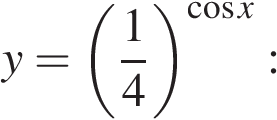 y = (1/4)^{cos x} :